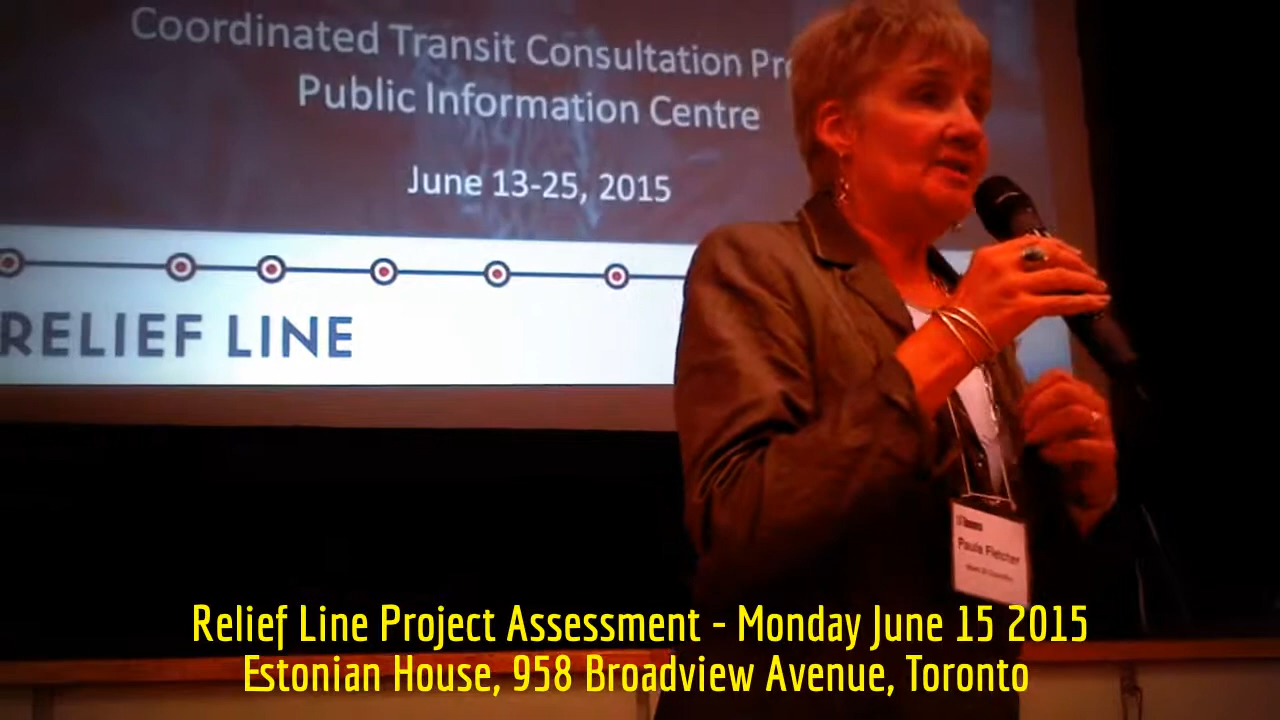 Coordinated Transit Consultation
Public Information Centre
June 13-25, 2015
RELIEF LINE
Toronto
Paula Fletcher
Relief Line Project Assessment - Monday June 15 2015
Estonian House, 958 Broadview Avenue, Toronto